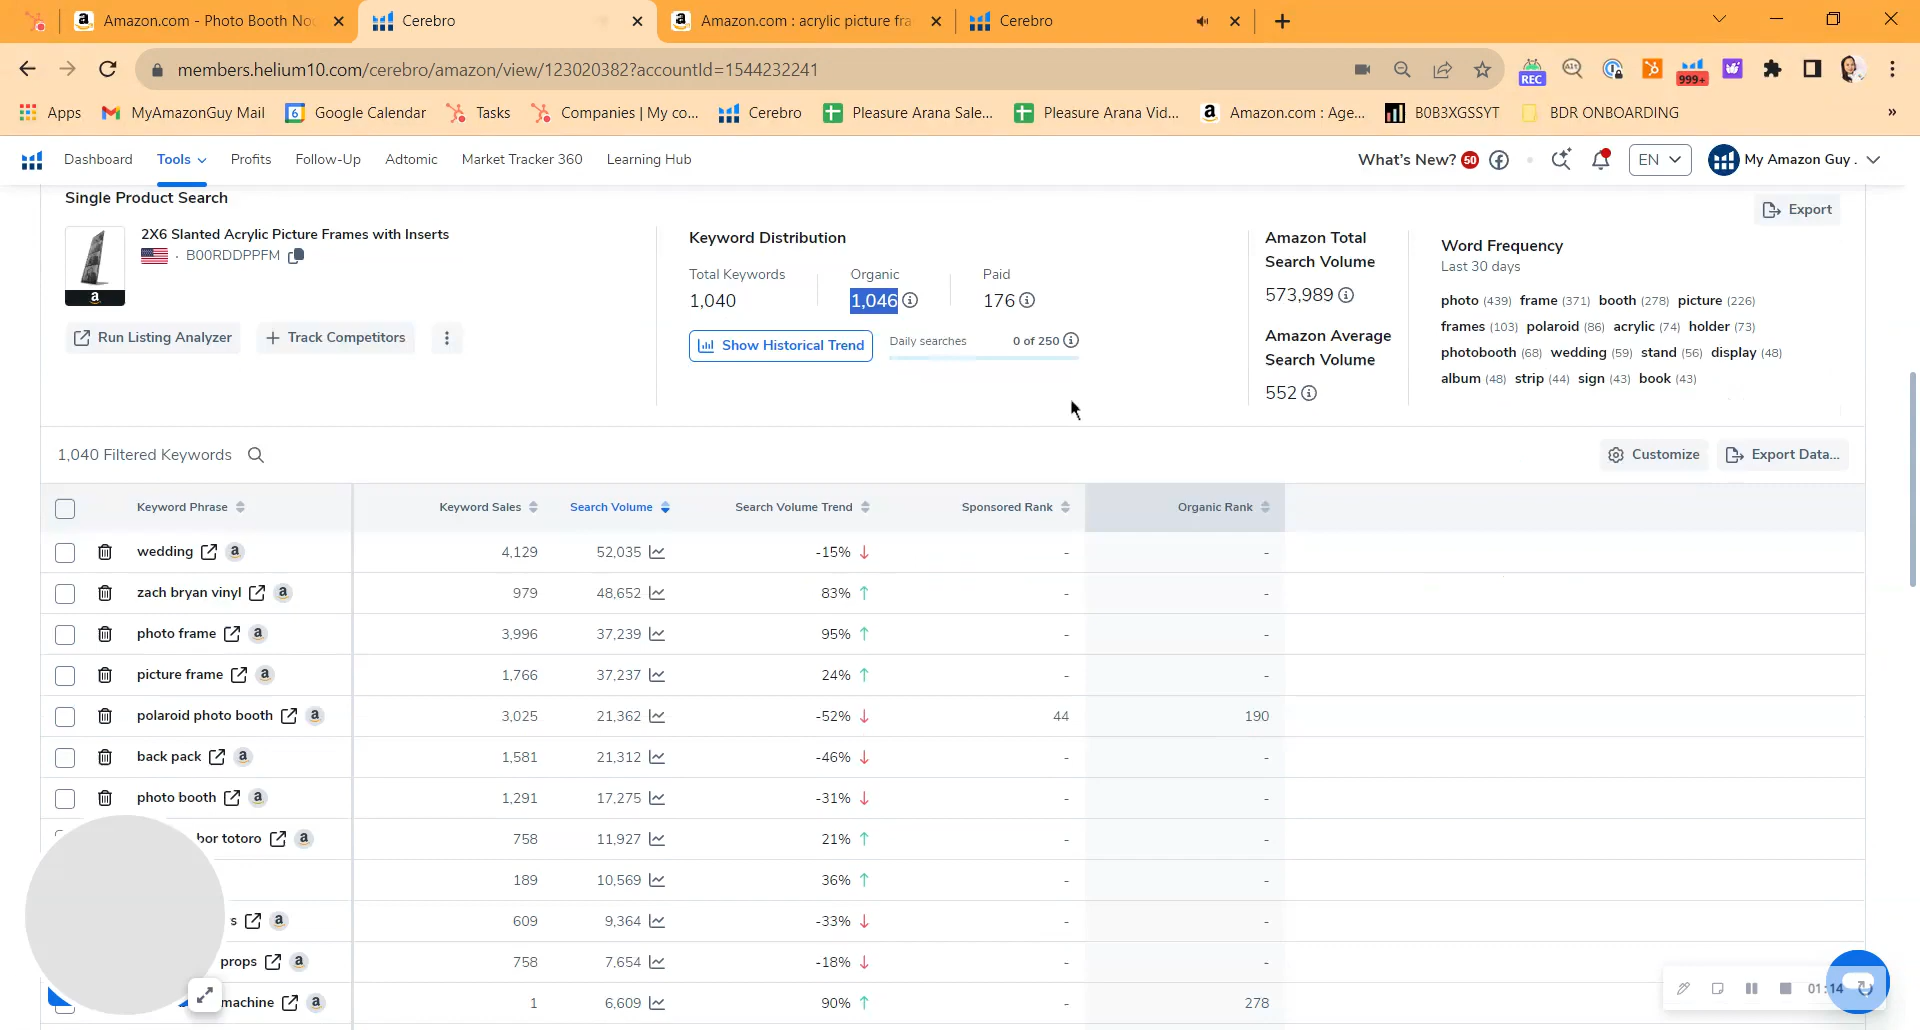 Amazon.com - Photo Booth No
Cerebro
Amazon.com : acrylic picture fra
Cerebro
members.helium10.com/cerebro/amazon/view/123020382?accountId=1544232241
REC
999+
Apps
MyAmazonGuy Mail
Google Calendar
Tasks
Companies | My co...
Cerebro
Pleasure Arana Sale...
Pleasure Arana Vid...
Amazon.com : Age...
B0B3XGSSYT
BDR ONBOARDING
»
Dashboard
Tools
Profits
Follow-Up
Adtomic
Market Tracker 360
Learning Hub
What's New? 50
EN
My Amazon Guy .
Single Product Search
Export
2X6 Slanted Acrylic Picture Frames with Inserts
· B00RDDPPFM
Run Listing Analyzer
+ Track Competitors
Keyword Distribution
Total Keywords
1,040
Organic
1,046
Paid
176
Show Historical Trend
Daily searches
0 of 250
Amazon Total
Search Volume
573,989
Amazon Average
Search Volume
552
Word Frequency
Last 30 days
photo (439) frame (371) booth (278) picture (226)
frames (103) polaroid (86) acrylic (74) holder (73)
photobooth (68) wedding (59) stand (56) display (48)
album (48) strip (44) sign (43) book (43)
1,040 Filtered Keywords
Customize
Export Data...
Keyword Phrase Keyword Sales Search Volume Search Volume Trend Sponsored Rank Organic Rank
wedding 4,129 52,035 -15% - -
zach bryan vinyl 979 48,652 83% - -
photo frame 3,996 37,239 95% - -
picture frame 1,766 37,237 24% - -
polaroid photo booth 3,025 21,362 -52% 44 190
back pack 1,581 21,312 -46% - -
photo booth 1,291 17,275 -31% - -
bor totoro 758 11,927 21% - -
189 10,569 36% - -
s 609 9,364 -33% - -
props 758 7,654 -18% - -
machine 1 6,609 90% - 278
01:14